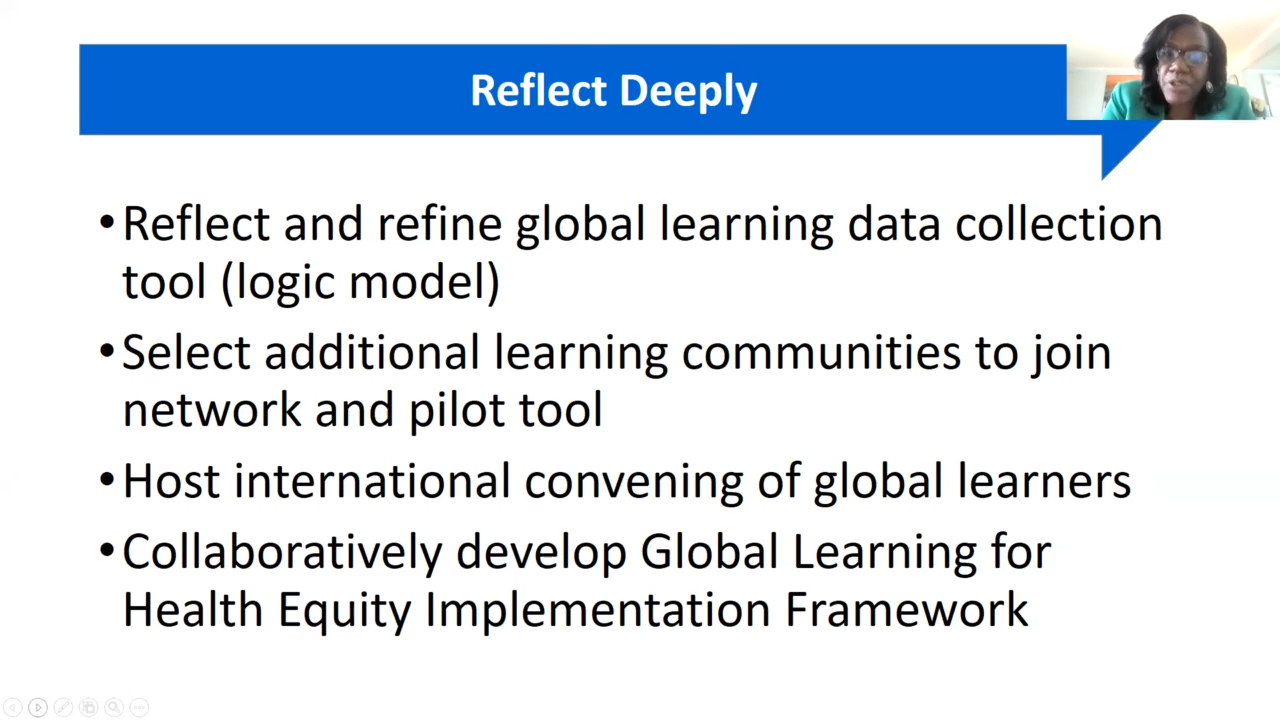 Reflect Deeply
•Reflect and refine global learning data collection
tool (logic model)
•Select additional learning communities to join
network and pilot tool
•Host international convening of global learners
•Collaboratively develop Global Learning for
Health Equity Implementation Framework